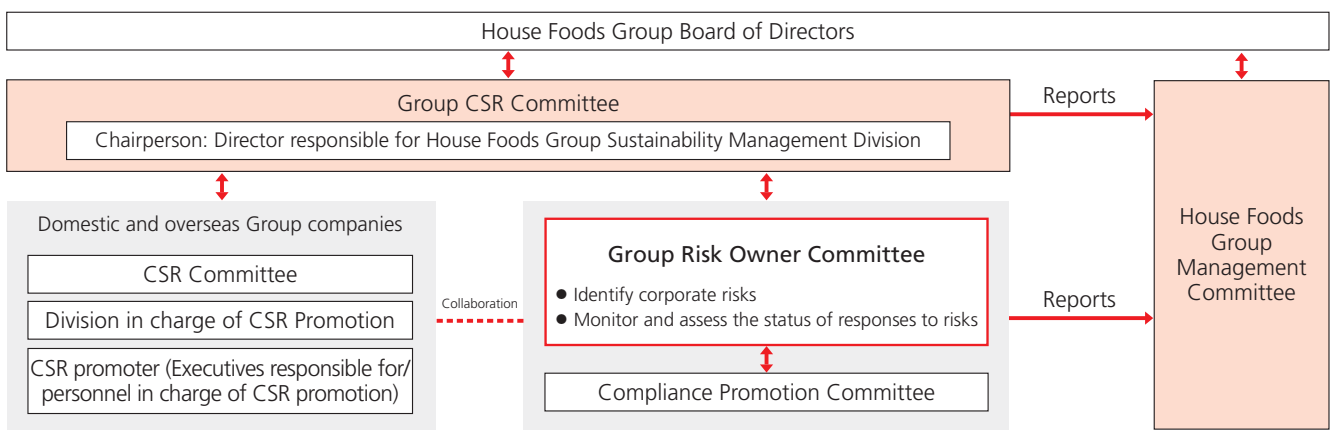 House Foods Group Board of Directors
Group CSR Committee
Chairperson: Director responsible for House Foods Group Sustainability Management Division
Reports
Domestic and overseas Group companies
CSR Committee
Division in charge of CSR Promotion
CSR promoter (Executives responsible for/
personnel in charge of CSR promotion)
Collaboration
Group Risk Owner Committee
● Identify corporate risks
● Monitor and assess the status of responses to risks
Compliance Promotion Committee
Reports
House Foods
Group
Management
Committee